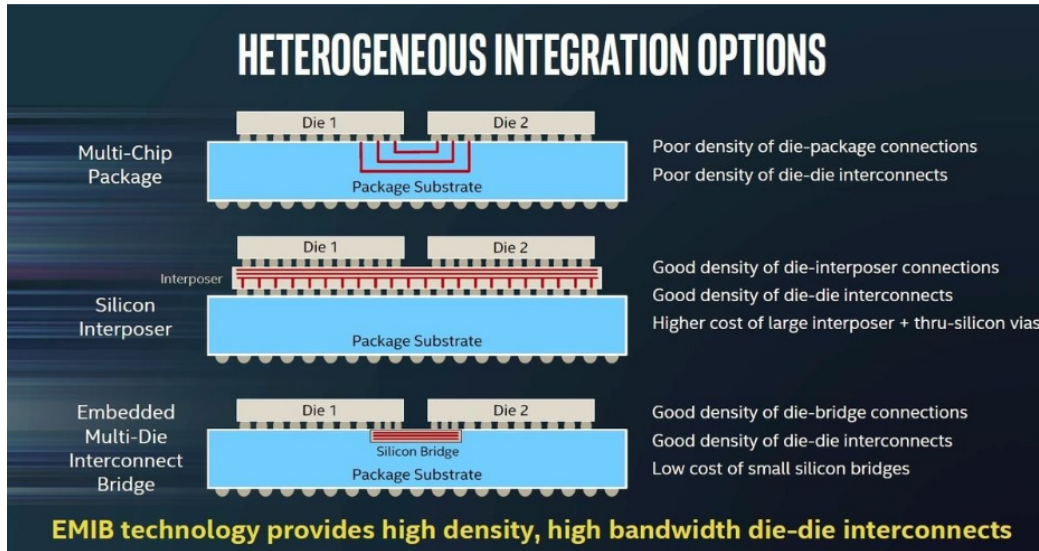 HETEROGENEOUS INTEGRATION OPTIONS
Multi-Chip
Package
Die 1
Die 2
Package Substrate
Poor density of die-package connections
Poor density of die-die interconnects
Silicon
Interposer
Interposer
Die 1
Die 2
Package Substrate
Good density of die-interposer connections
Good density of die-die interconnects
Higher cost of large interposer + thru-silicon vias
Embedded
Multi-Die
Interconnect
Bridge
Die 1
Die 2
Silicon Bridge
Package Substrate
Good density of die-bridge connections
Good density of die-die interconnects
Low cost of small silicon bridges
EMIB technology provides high density, high bandwidth die-die interconnects